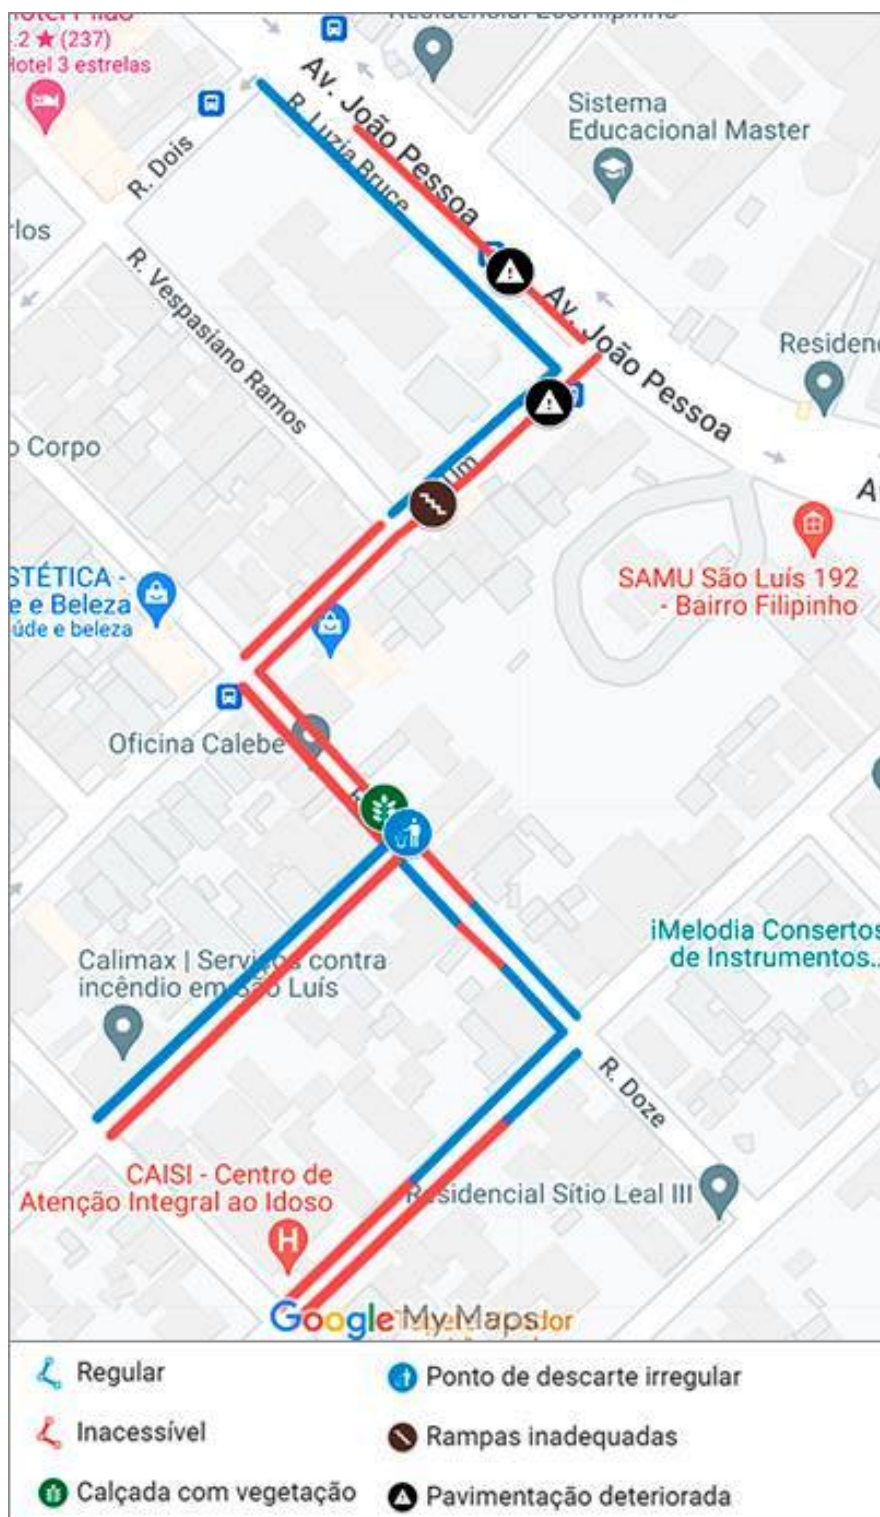 .2 ★ (237)
Hotel 3 estrelas
R. Dois
R. Luzia Bruce
Av. João Pessoa
Sistema
Educacional Master
R. Vespasiano Ramos
Av. João Pessoa
o Corpo
SAMU São Luís 192
- Bairro Filipinho
STÉTICA -
e e Beleza
úde e beleza
Oficina Calebe
iMelodia Consertos
de Instrumentos...
Calimax | Serviços contra
incêndio em São Luís
R. Doze
CAISI - Centro de
Atenção Integral ao Idoso
Residencial Sítio Leal III
Google My Maps
Regular
Inacessível
Calçada com vegetação
Ponto de descarte irregular
Rampas inadequadas
Pavimentação deteriorada